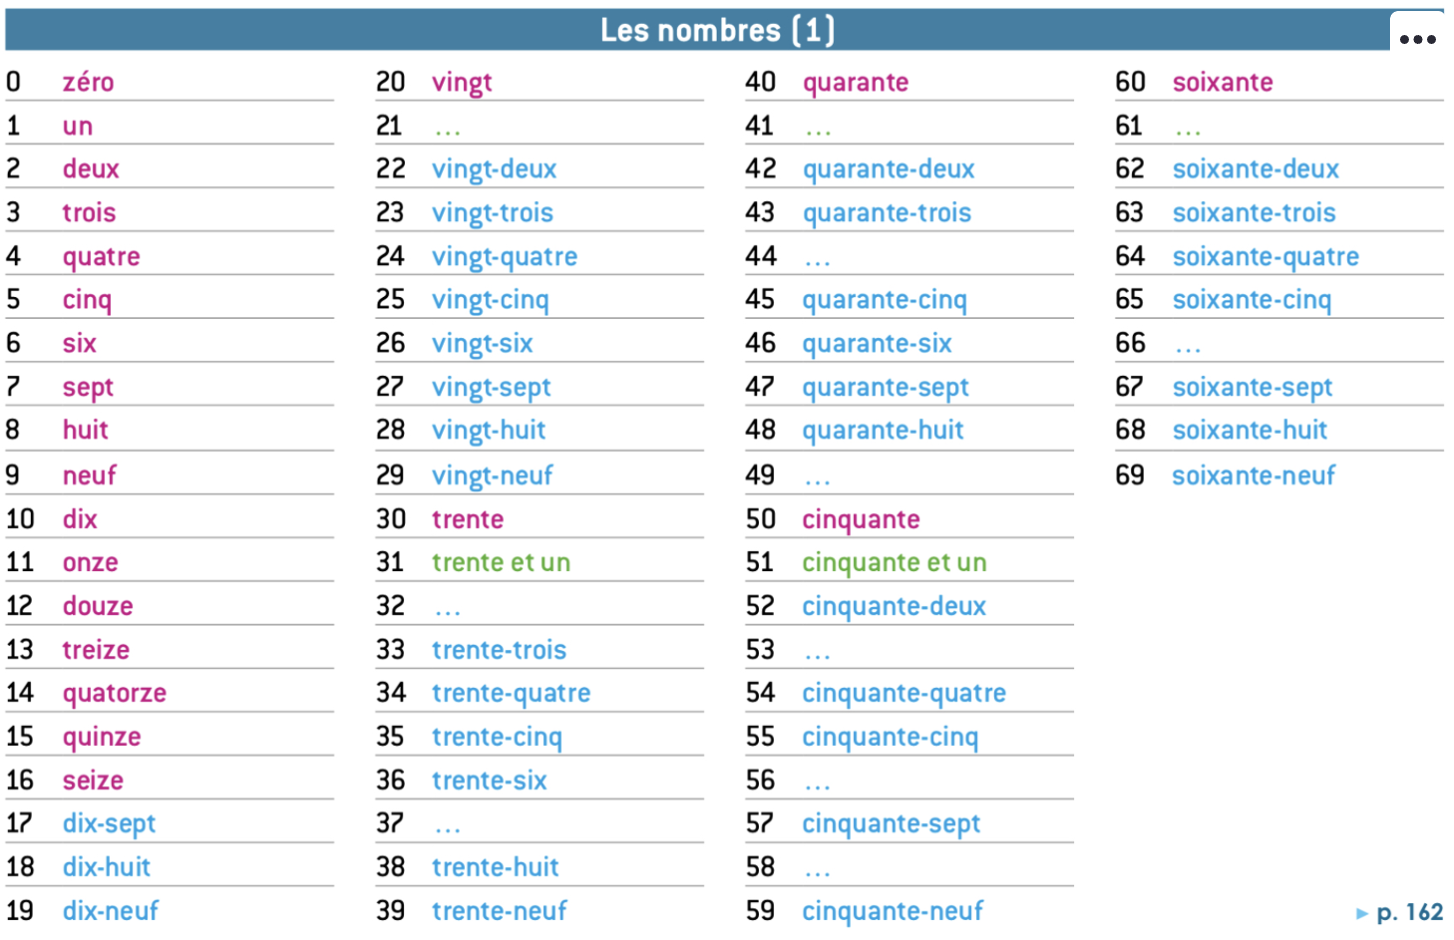 Les nombres (1)
...
0 zéro
1 un
2 deux
3 trois
4 quatre
5 cinq
6 six
7 sept
8 huit
9 neuf
10 dix
11 onze
12 douze
13 treize
14 quatorze
15 quinze
16 seize
17 dix-sept
18 dix-huit
19 dix-neuf
20 vingt
21 ...
22 vingt-deux
23 vingt-trois
24 vingt-quatre
25 vingt-cinq
26 vingt-six
27 vingt-sept
28 vingt-huit
29 vingt-neuf
30 trente
31 trente et un
32 ...
33 trente-trois
34 trente-quatre
35 trente-cinq
36 trente-six
37 ...
38 trente-huit
39 trente-neuf
40 quarante
41 ...
42 quarante-deux
43 quarante-trois
44 ...
45 quarante-cinq
46 quarante-six
47 quarante-sept
48 quarante-huit
49 ...
50 cinquante
51 cinquante et un
52 cinquante-deux
53 ...
54 cinquante-quatre
55 cinquante-cinq
56 ...
57 cinquante-sept
58 ...
59 cinquante-neuf
60 soixante
61 ...
62 soixante-deux
63 soixante-trois
64 soixante-quatre
65 soixante-cinq
66 ...
67 soixante-sept
68 soixante-huit
69 soixante-neuf
► p. 162